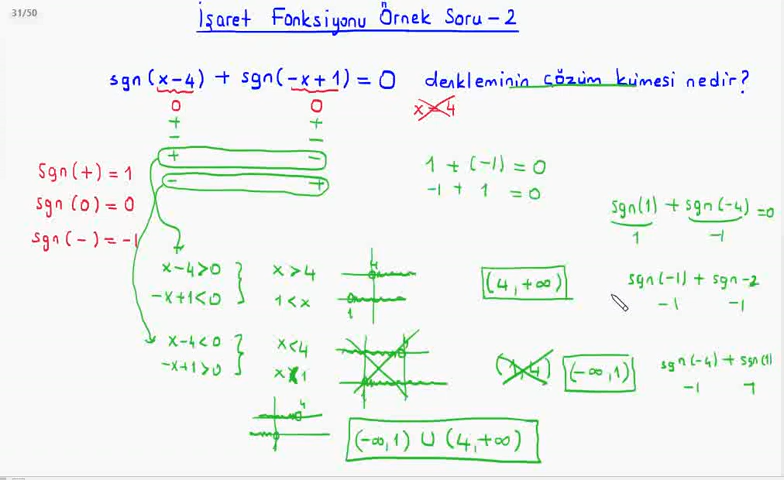 31/50
İşaret Fonksiyonu Örnek Soru-2
sgn(x-4) + sgn(-x+1) = 0 denkleminin çözüm kümesi nedir?
0 0 x=4
+ +
- -
+ -
- +
sgn(+) = 1
sgn(0) = 0
sgn(-) = -1
1 + (-1) = 0
-1 + 1 = 0
sgn(1) + sgn(-4) = 0
1 -1
x-4>0 } x>4 4
-x+1<0 } 1<x 1
(4,+∞)
sgn(-1) + sgn-2
-1 -1
x-4<0 } x<4
-x+1>0 } x 1
(1,4) (-∞,1)
sgn(-4) + sgn(1)
-1 1
4
(-∞,1) ∪ (4,+∞)